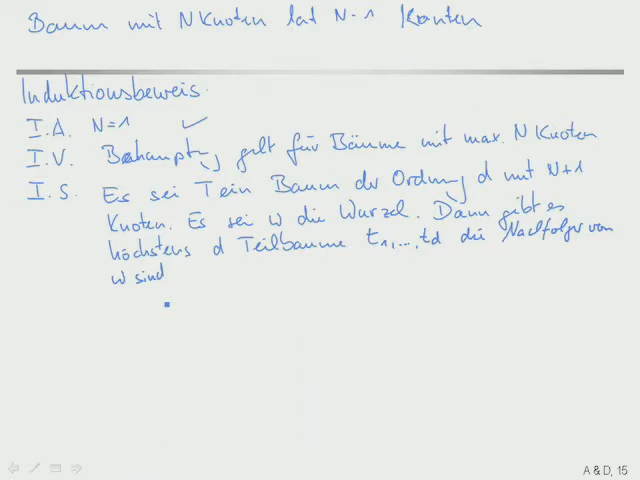 Baum mit N Knoten hat N-1 Kanten
Induktionsbeweis.
I.A. N=1 ✓
I.V. Behauptung gilt für Bäume mit max. N Knoten
I.S. Es sei T ein Baum der Ordnung d mit N+1
Knoten. Es sei w die Wurzel. Dann gibt es
höchstens d Teilbäume t1,...,td die Nachfolger von
w sind
A & D, 15